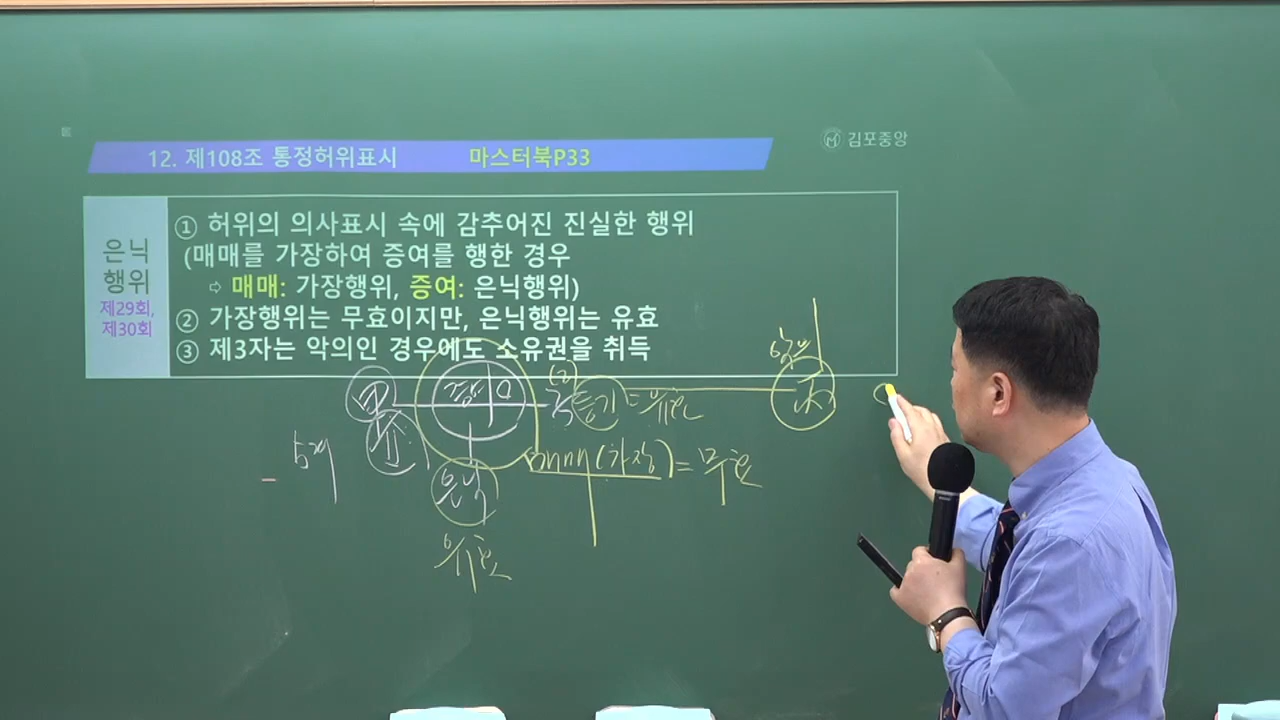 12. 제108조 통정허위표시 마스터북P33
김포중앙
은닉
행위
제29회,
제30회
① 허위의 의사표시 속에 감추어진 진실한 행위
(매매를 가장하여 증여를 행한 경우
⇨ 매매: 가장행위, 증여: 은닉행위)
② 가장행위는 무효이지만, 은닉행위는 유효
③ 제3자는 악의인 경우에도 소유권을 취득
악의
증여
등기 = 유효
丙
매매(가장) = 무효
은닉
유효